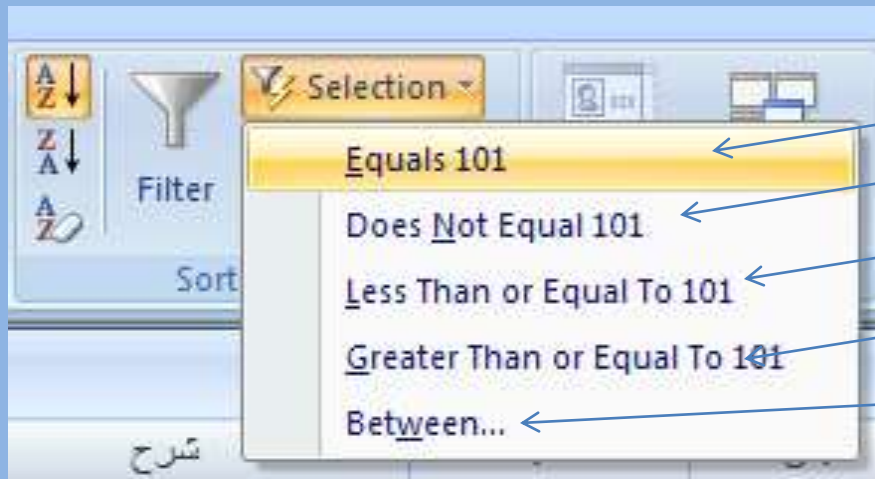 A
Z
Z
A
A
Z
Filter
Selection
Equals 101
Does Not Equal 101
Less Than or Equal To 101
Greater Than or Equal To 101
Between...
Sort
شرح